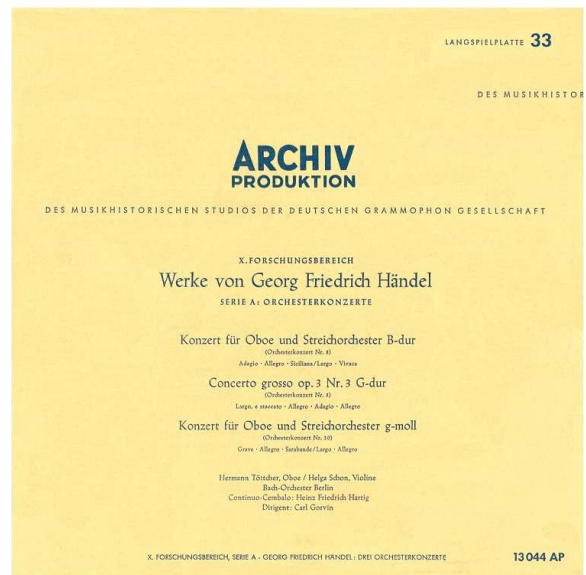 LANGSPIELPLATTE 33
DES MUSIKHISTOR
ARCHIV
PRODUKTION
DES MUSIKHISTORISCHEN STUDIOS DER DEUTSCHEN GRAMMOPHON GESELLSCHAFT
X. FORSCHUNGSBEREICH
Werke von Georg Friedrich Händel
SERIE A: ORCHESTERKONZERTE
Konzert für Oboe und Streichorchester B-dur
(Orchesterkonzert Nr. 8)
Adagio · Allegro · Siciliana/Largo · Vivace
Concerto grosso op. 3 Nr. 3 G-dur
Largo, e staccato · Allegro · Adagio · Allegro
Konzert für Oboe und Streichorchester g-moll
(Orchesterkonzert Nr. 10)
Grave · Allegro · Sarabande/Largo · Allegro
Hermann Töttcher, Oboe / Helga Schon, Violine
Bach-Orchester Berlin
Continuo-Cembalo: Heinz Friedrich Hartig
Dirigent: Carl Gorvin
X. FORSCHUNGSBEREICH, SERIE A - GEORG FRIEDRICH HÄNDEL: DREI ORCHESTERKONZERTE
13 044 AP